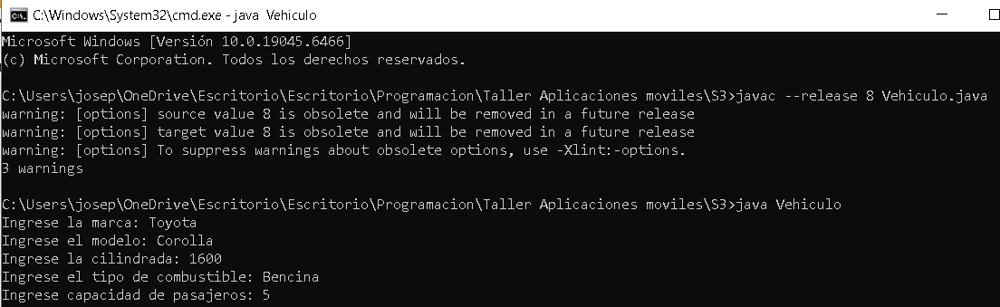 C:\Windows\System32\cmd.exe - java  Vehiculo
Microsoft Windows [Versión 10.0.19045.6466]
(c) Microsoft Corporation. Todos los derechos reservados.
C:\Users\josep\OneDrive\Escritorio\Escritorio\Programacion\Taller Aplicaciones moviles\S3>javac --release 8 Vehiculo.java
warning: [options] source value 8 is obsolete and will be removed in a future release
warning: [options] target value 8 is obsolete and will be removed in a future release
warning: [options] To suppress warnings about obsolete options, use -Xlint:-options.
3 warnings
C:\Users\josep\OneDrive\Escritorio\Escritorio\Programacion\Taller Aplicaciones moviles\S3>java Vehiculo
Ingrese la marca: Toyota
Ingrese el modelo: Corolla
Ingrese la cilindrada: 1600
Ingrese el tipo de combustible: Bencina
Ingrese capacidad de pasajeros: 5